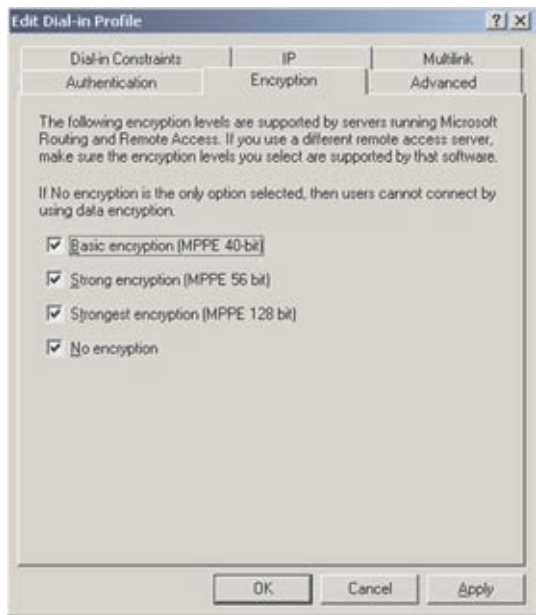 Edit Dial-in Profile
Dial-in Constraints IP Multilink
Authentication Encryption Advanced
The following encryption levels are supported by servers running Microsoft
Routing and Remote Access. If you use a different remote access server,
make sure the encryption levels you select are supported by that software.
If No encryption is the only option selected, then users cannot connect by
using data encryption.
Basic encryption (MPPE 40-bit)
Strong encryption (MPPE 56 bit)
Strongest encryption (MPPE 128 bit)
No encryption
OK Cancel Apply